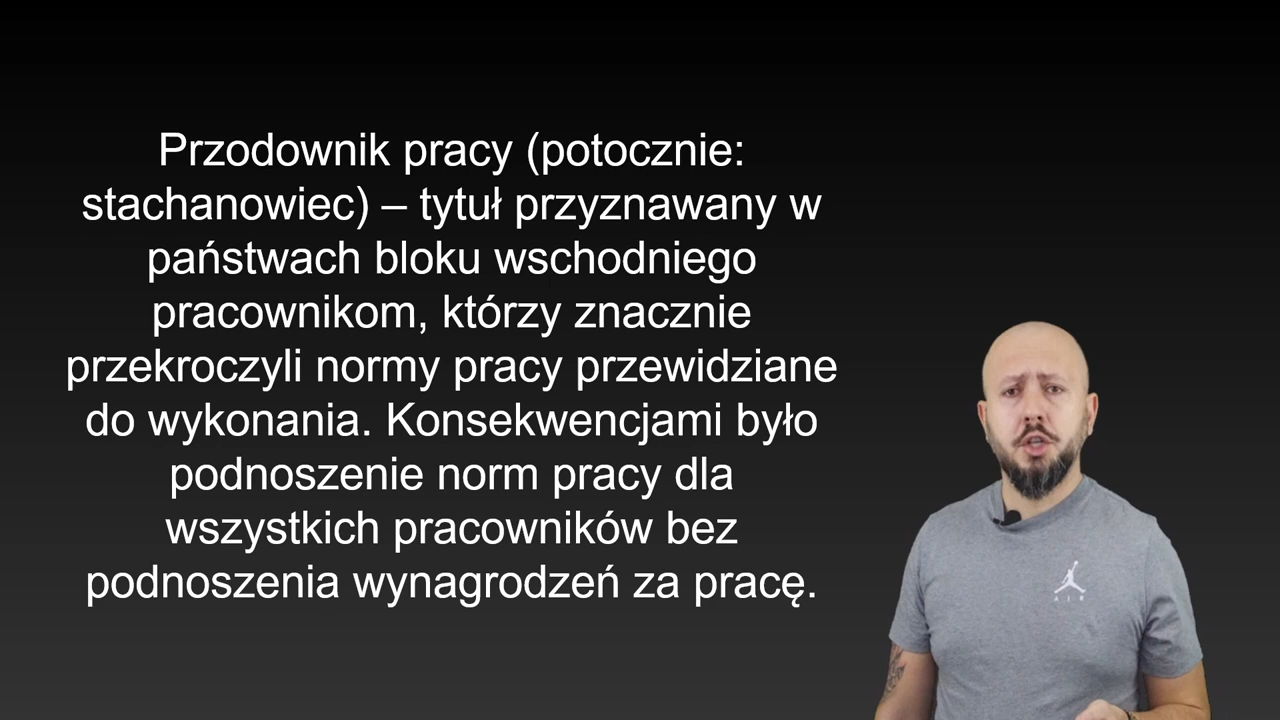 Przodownik pracy (potocznie:
stachanowiec) – tytuł przyznawany w
państwach bloku wschodniego
pracownikom, którzy znacznie
przekroczyli normy pracy przewidziane
do wykonania. Konsekwencjami było
podnoszenie norm pracy dla
wszystkich pracowników bez
podnoszenia wynagrodzeń za pracę.
AIR